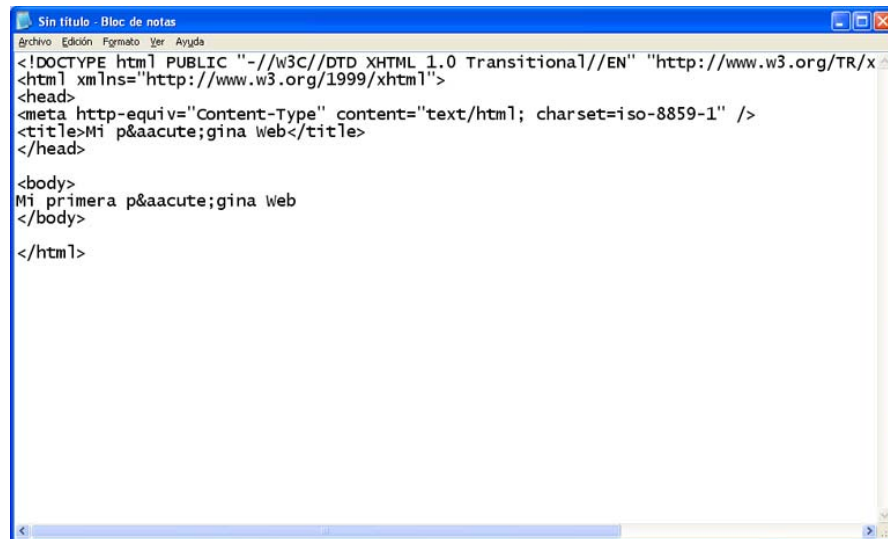 Sin título - Bloc de notas
Archivo Edición Formato Ver Ayuda
<!DOCTYPE html PUBLIC "-//W3C//DTD XHTML 1.0 Transitional//EN" "http://www.w3.org/TR/x
<html xmlns="http://www.w3.org/1999/xhtml">
<head>
<meta http-equiv="Content-Type" content="text/html; charset=iso-8859-1" />
<title>Mi p&aacute;gina Web</title>
</head>
<body>
Mi primera p&aacute;gina Web
</body>
</html>